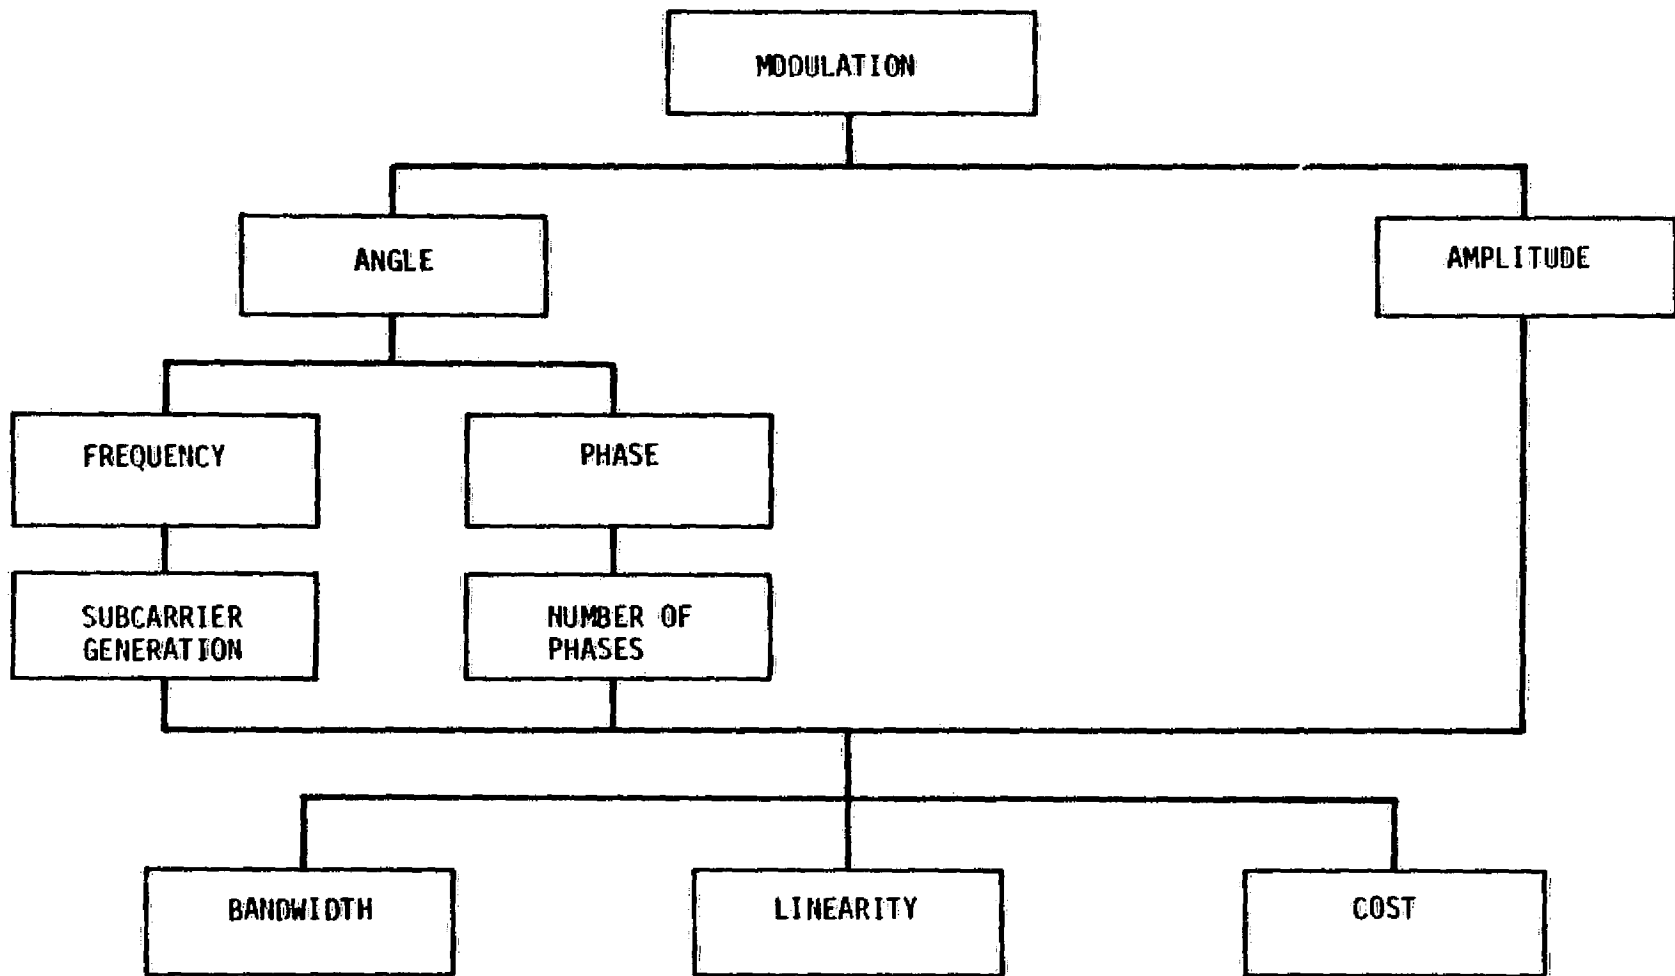 MODULATION
ANGLE
AMPLITUDE
FREQUENCY
PHASE
SUBCARRIER
GENERATION
NUMBER OF
PHASES
BANDWIDTH
LINEARITY
COST